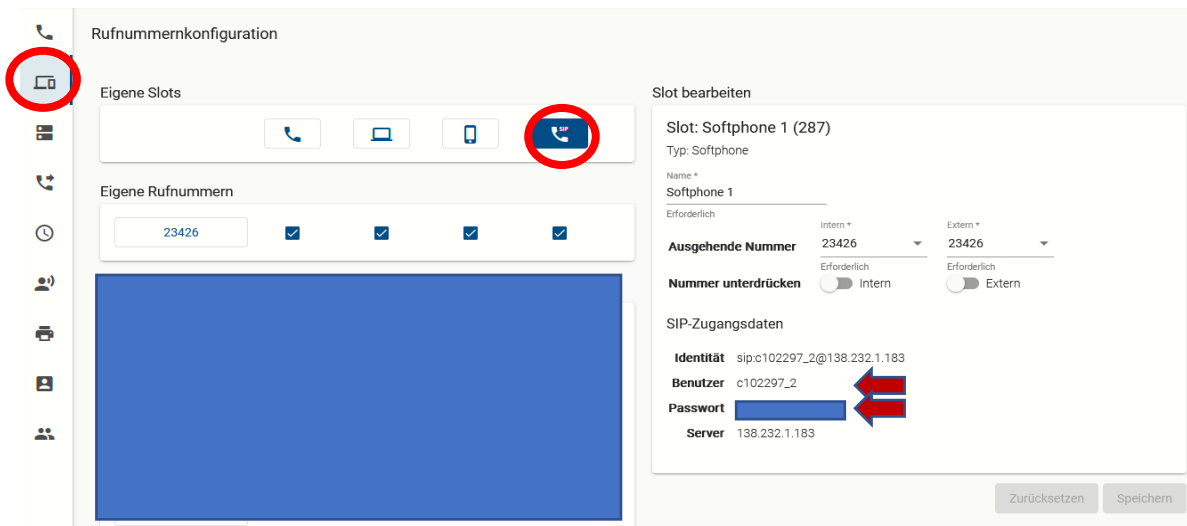 Rufnummernkonfiguration
Eigene Slots
SIP
Eigene Rufnummern
23426
Slot bearbeiten
Slot: Softphone 1 (287)
Typ: Softphone
Name *
Softphone 1
Erforderlich
Intern * Extern *
Ausgehende Nummer 23426 23426
Erforderlich Erforderlich
Nummer unterdrücken Intern Extern
SIP-Zugangsdaten
Identität sip:c102297_2@138.232.1.183
Benutzer c102297_2
Passwort
Server 138.232.1.183
Zurücksetzen Speichern